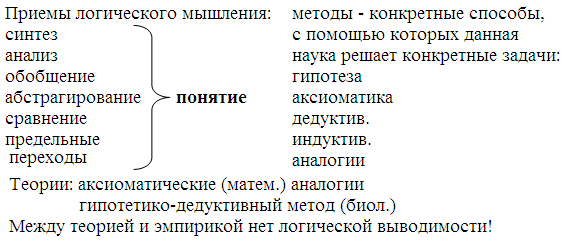 Приемы логического мышления:
синтез
анализ
обобщение
абстрагирование
сравнение
предельные
переходы
понятие
методы - конкретные способы,
с помощью которых данная
наука решает конкретные задачи:
гипотеза
аксиоматика
дедуктив.
индуктив.
аналогии
Теории: аксиоматические (матем.) аналогии
гипотетико-дедуктивный метод (биол.)
Между теорией и эмпирикой нет логической выводимости!